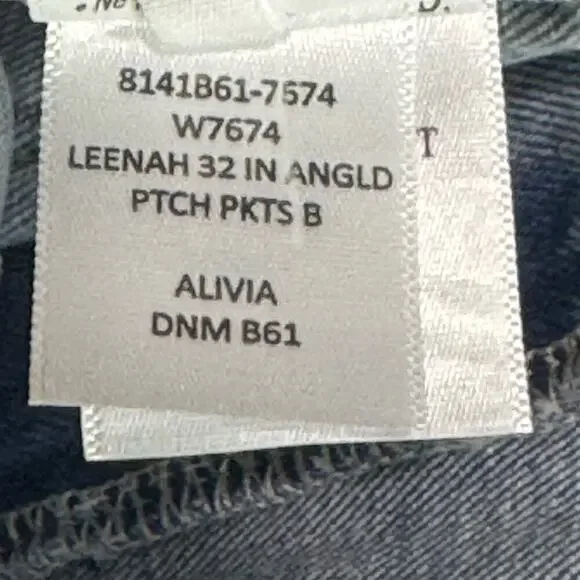 8141B61-7574
W7674
LEENAH 32 IN ANGLD
PTCH PKTS B
ALIVIA
DNM B61